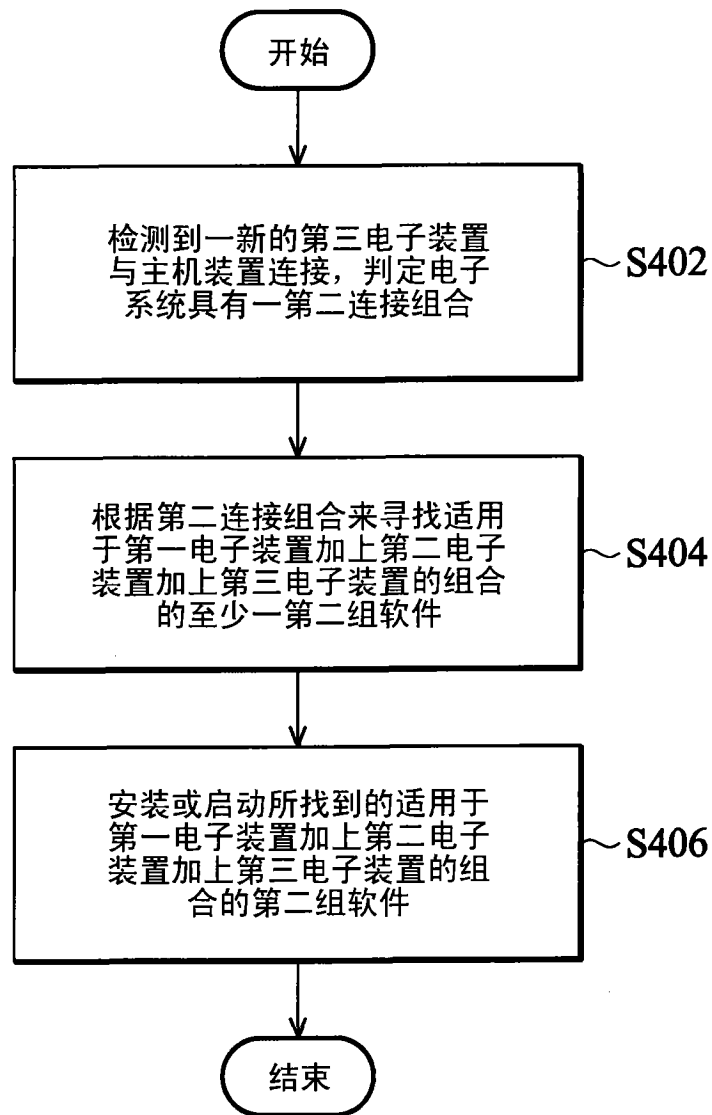 开始
检测到一新的第三电子装置
与主机装置连接，判定电子
系统具有一第二连接组合
S402
根据第二连接组合来寻找适用
于第一电子装置加上第二电子
装置加上第三电子装置的组合
的至少一第二组软件
S404
安装或启动所找到的适用于
第一电子装置加上第二电子
装置加上第三电子装置的组
合的第二组软件
S406
结束